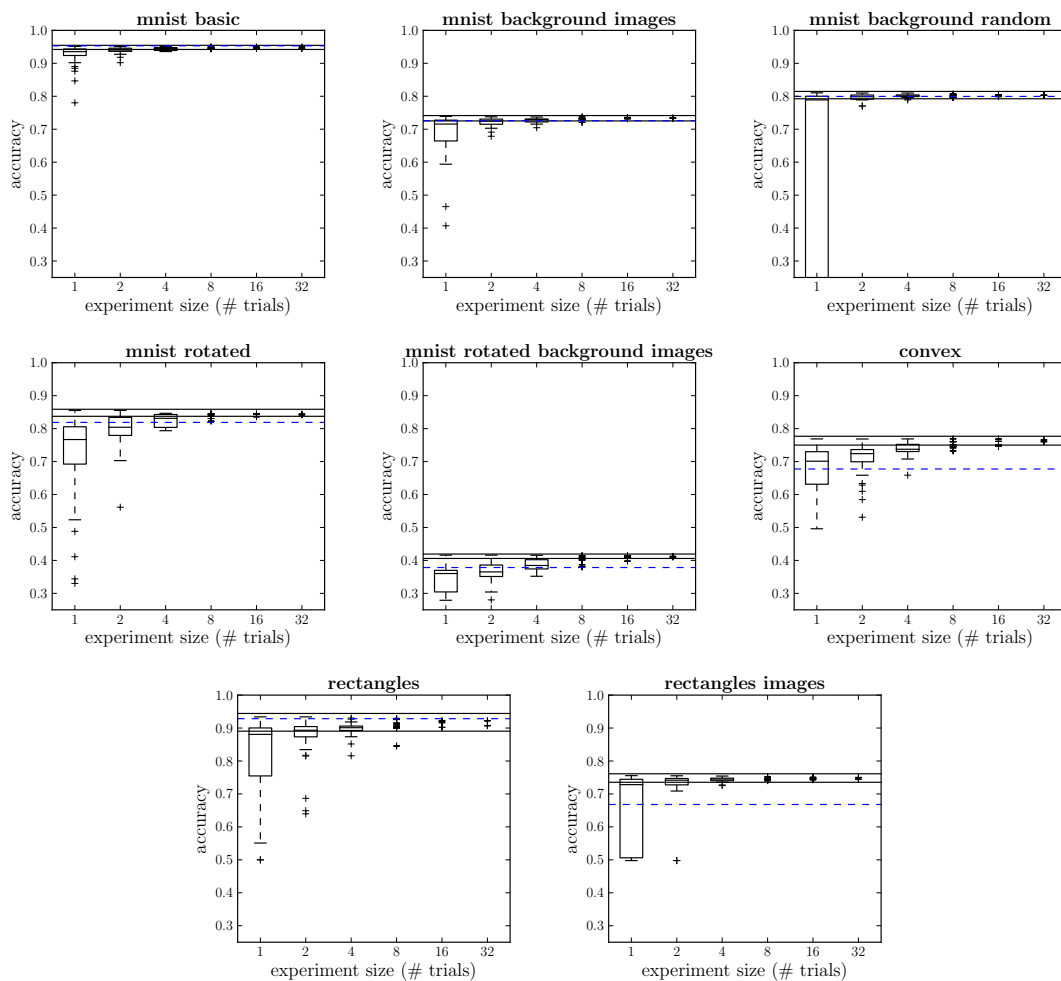 mnist basic
1.0
0.9
0.8
0.7
0.6
0.5
0.4
0.3
accuracy
1 2 4 8 16 32
experiment size (# trials)
mnist background images
1.0
0.9
0.8
0.7
0.6
0.5
0.4
0.3
accuracy
1 2 4 8 16 32
experiment size (# trials)
mnist background random
1.0
0.9
0.8
0.7
0.6
0.5
0.4
0.3
accuracy
1 2 4 8 16 32
experiment size (# trials)
mnist rotated
1.0
0.9
0.8
0.7
0.6
0.5
0.4
0.3
accuracy
1 2 4 8 16 32
experiment size (# trials)
mnist rotated background images
1.0
0.9
0.8
0.7
0.6
0.5
0.4
0.3
accuracy
1 2 4 8 16 32
experiment size (# trials)
convex
1.0
0.9
0.8
0.7
0.6
0.5
0.4
0.3
accuracy
1 2 4 8 16 32
experiment size (# trials)
rectangles
1.0
0.9
0.8
0.7
0.6
0.5
0.4
0.3
accuracy
1 2 4 8 16 32
experiment size (# trials)
rectangles images
1.0
0.9
0.8
0.7
0.6
0.5
0.4
0.3
accuracy
1 2 4 8 16 32
experiment size (# trials)